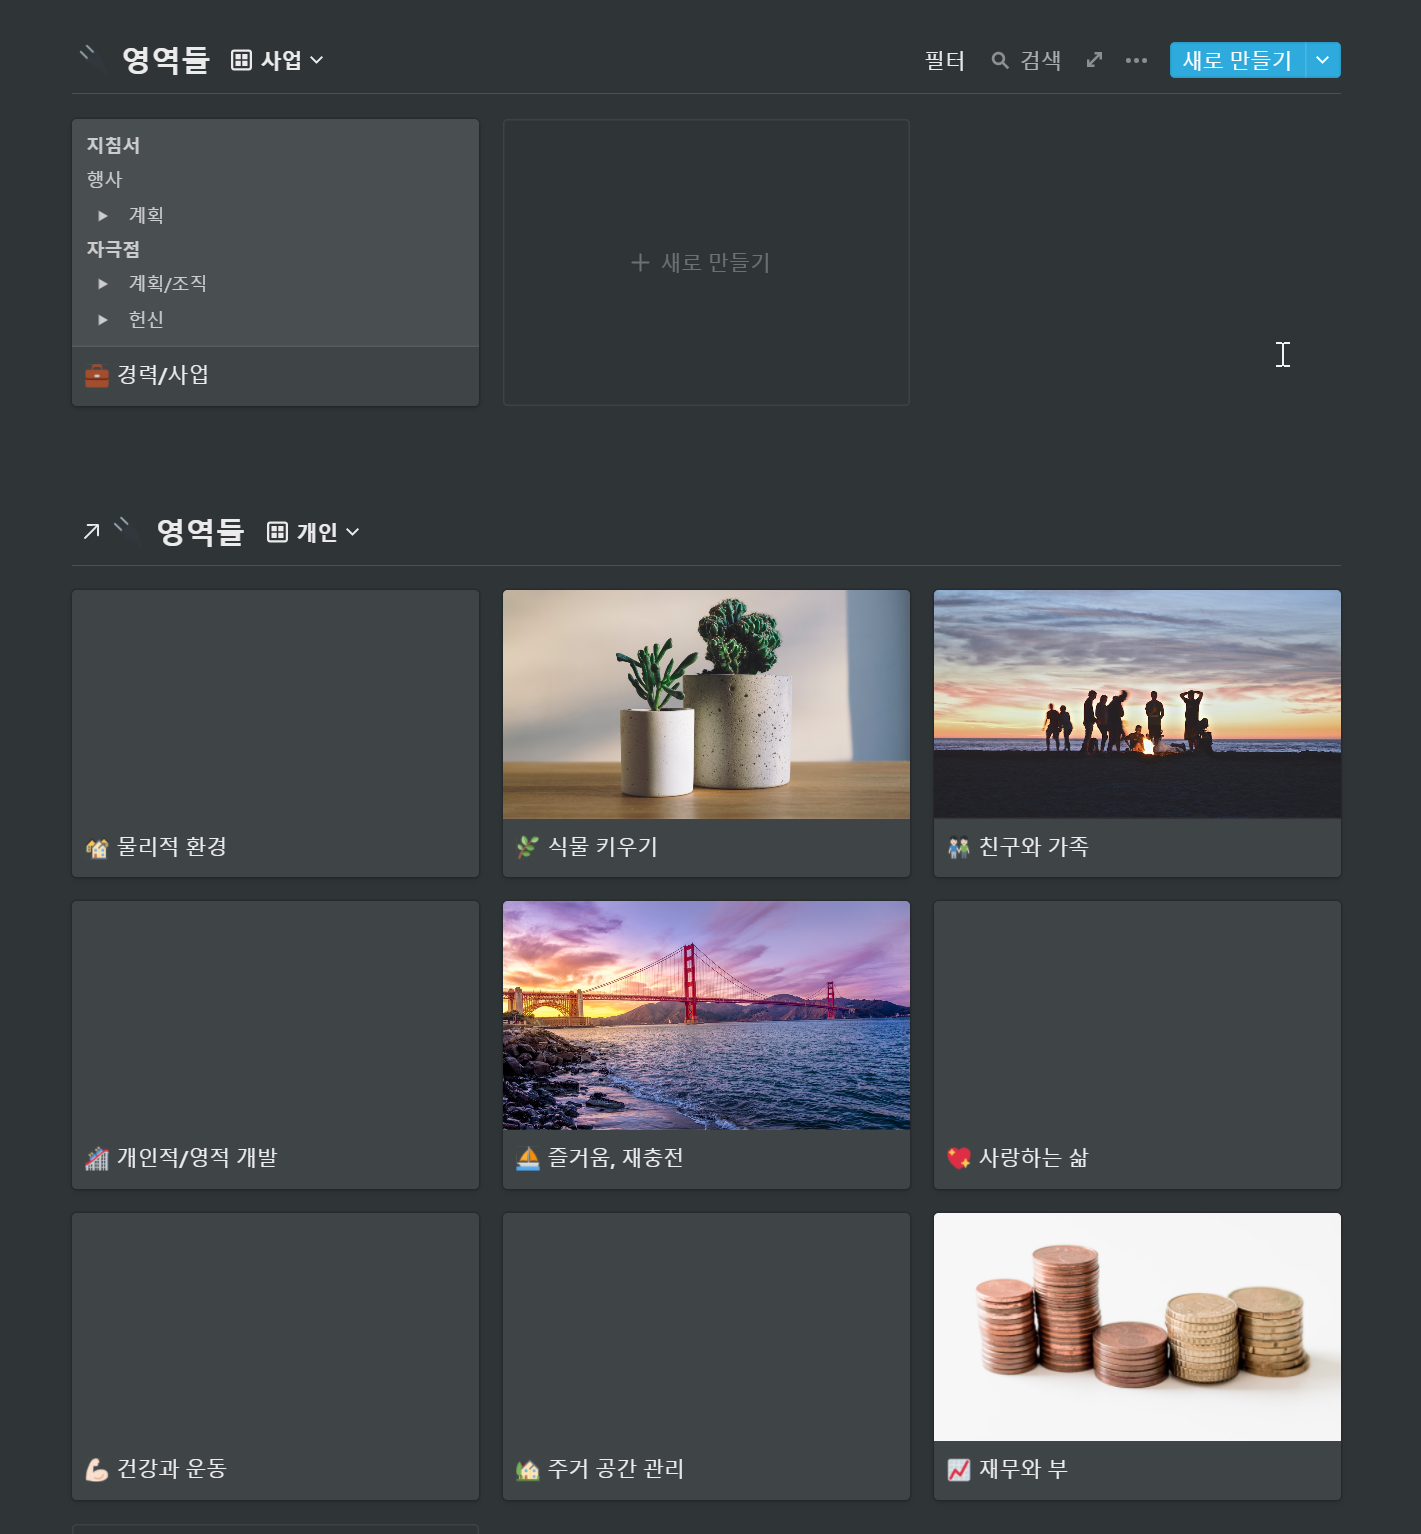 영역들 사업 필터 검색 새로 만들기
지침서
행사
계획
자극점
계획/조직
헌신
경력/사업
새로 만들기
영역들 개인
물리적 환경
식물 키우기
친구와 가족
개인적/영적 개발
즐거움, 재충전
사랑하는 삶
건강과 운동
주거 공간 관리
재무와 부